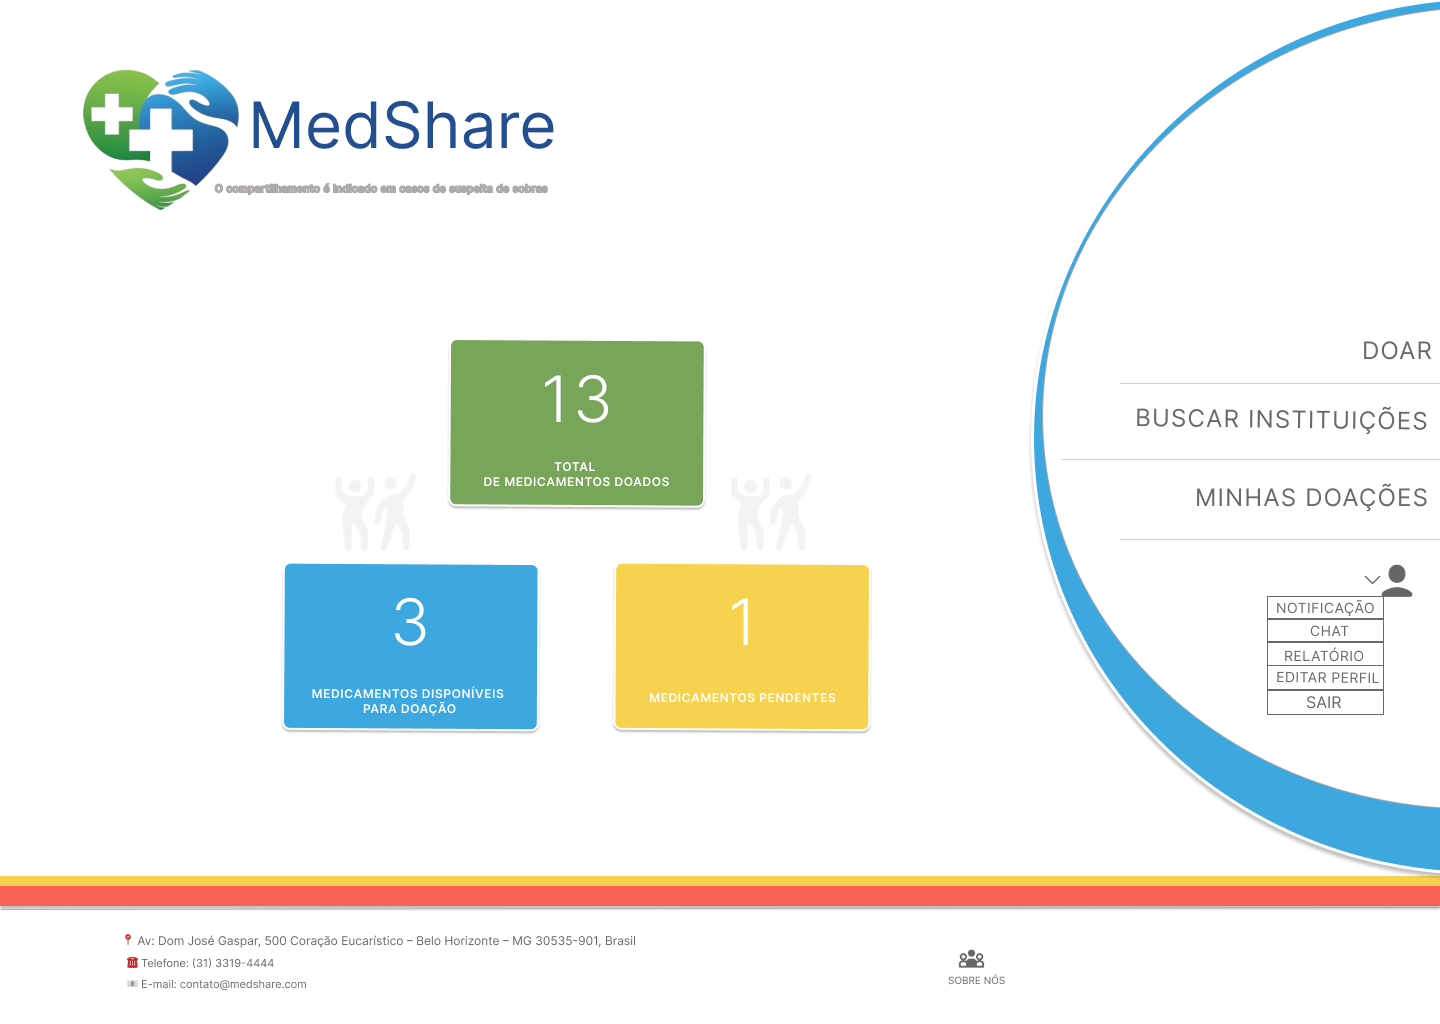 MedShare
O compartilhamento é indicado em casos de suspeita de sobras
DOAR
BUSCAR INSTITUIÇÕES
MINHAS DOAÇÕES
NOTIFICAÇÃO
CHAT
RELATÓRIO
EDITAR PERFIL
SAIR
13
TOTAL
DE MEDICAMENTOS DOADOS
3
MEDICAMENTOS DISPONÍVEIS
PARA DOAÇÃO
1
MEDICAMENTOS PENDENTES
Av: Dom José Gaspar, 500 Coração Eucarístico – Belo Horizonte – MG 30535-901, Brasil
Telefone: (31) 3319-4444
E-mail: contato@medshare.com
SOBRE NÓS